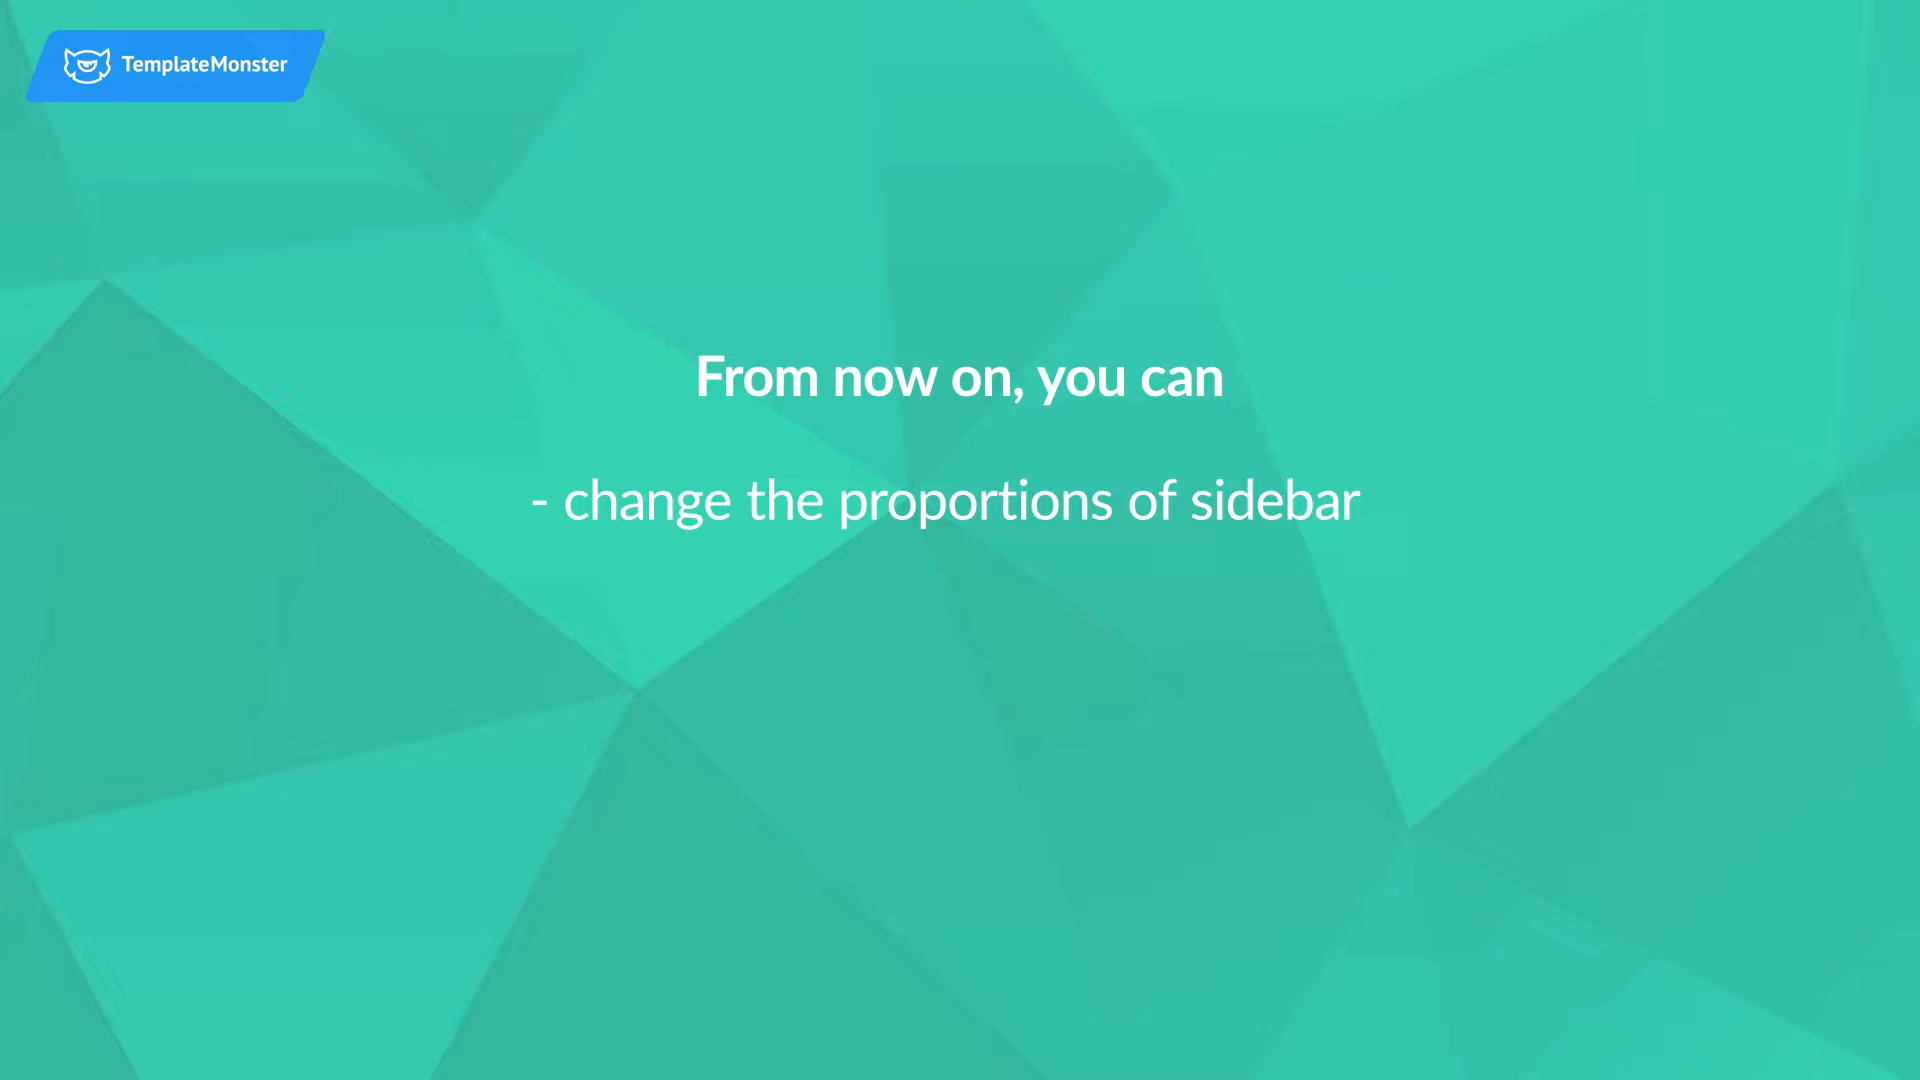 TemplateMonster
From now on, you can
- change the proportions of sidebar